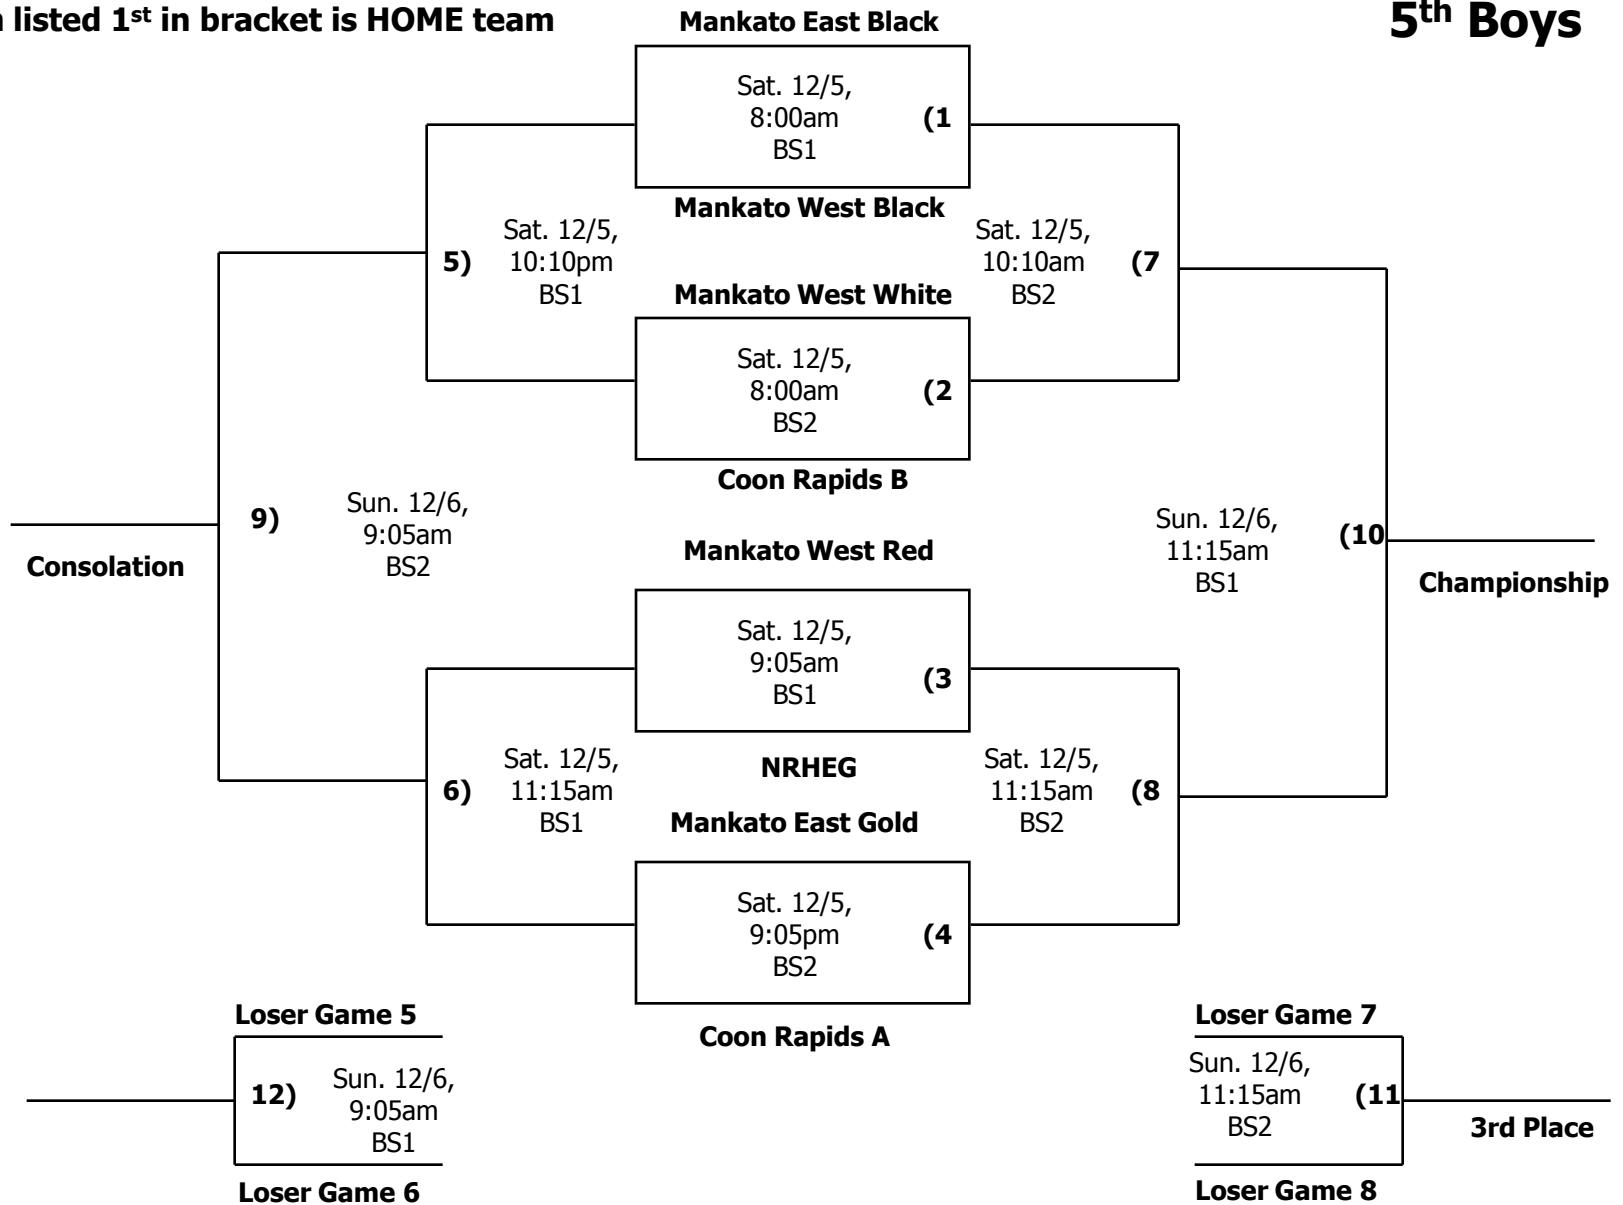 listed 1st in bracket is HOME team
5th Boys
Mankato East Black
Sat. 12/5,
8:00am
BS1
(1
Mankato West Black
Sat. 12/5,
10:10pm
BS1
5)
Sat. 12/5,
10:10am
BS2
(7
Mankato West White
Sat. 12/5,
8:00am
BS2
(2
Coon Rapids B
9)
Sun. 12/6,
9:05am
BS2
Consolation
Sun. 12/6,
11:15am
BS1
(10
Championship
Mankato West Red
Sat. 12/5,
9:05am
BS1
(3
NRHEG
6)
Sat. 12/5,
11:15am
BS1
Sat. 12/5,
11:15am
BS2
(8
Mankato East Gold
Sat. 12/5,
9:05pm
BS2
(4
Coon Rapids A
Loser Game 5
12)
Sun. 12/6,
9:05am
BS1
Loser Game 6
Loser Game 7
Sun. 12/6,
11:15am
BS2
(11
3rd Place
Loser Game 8